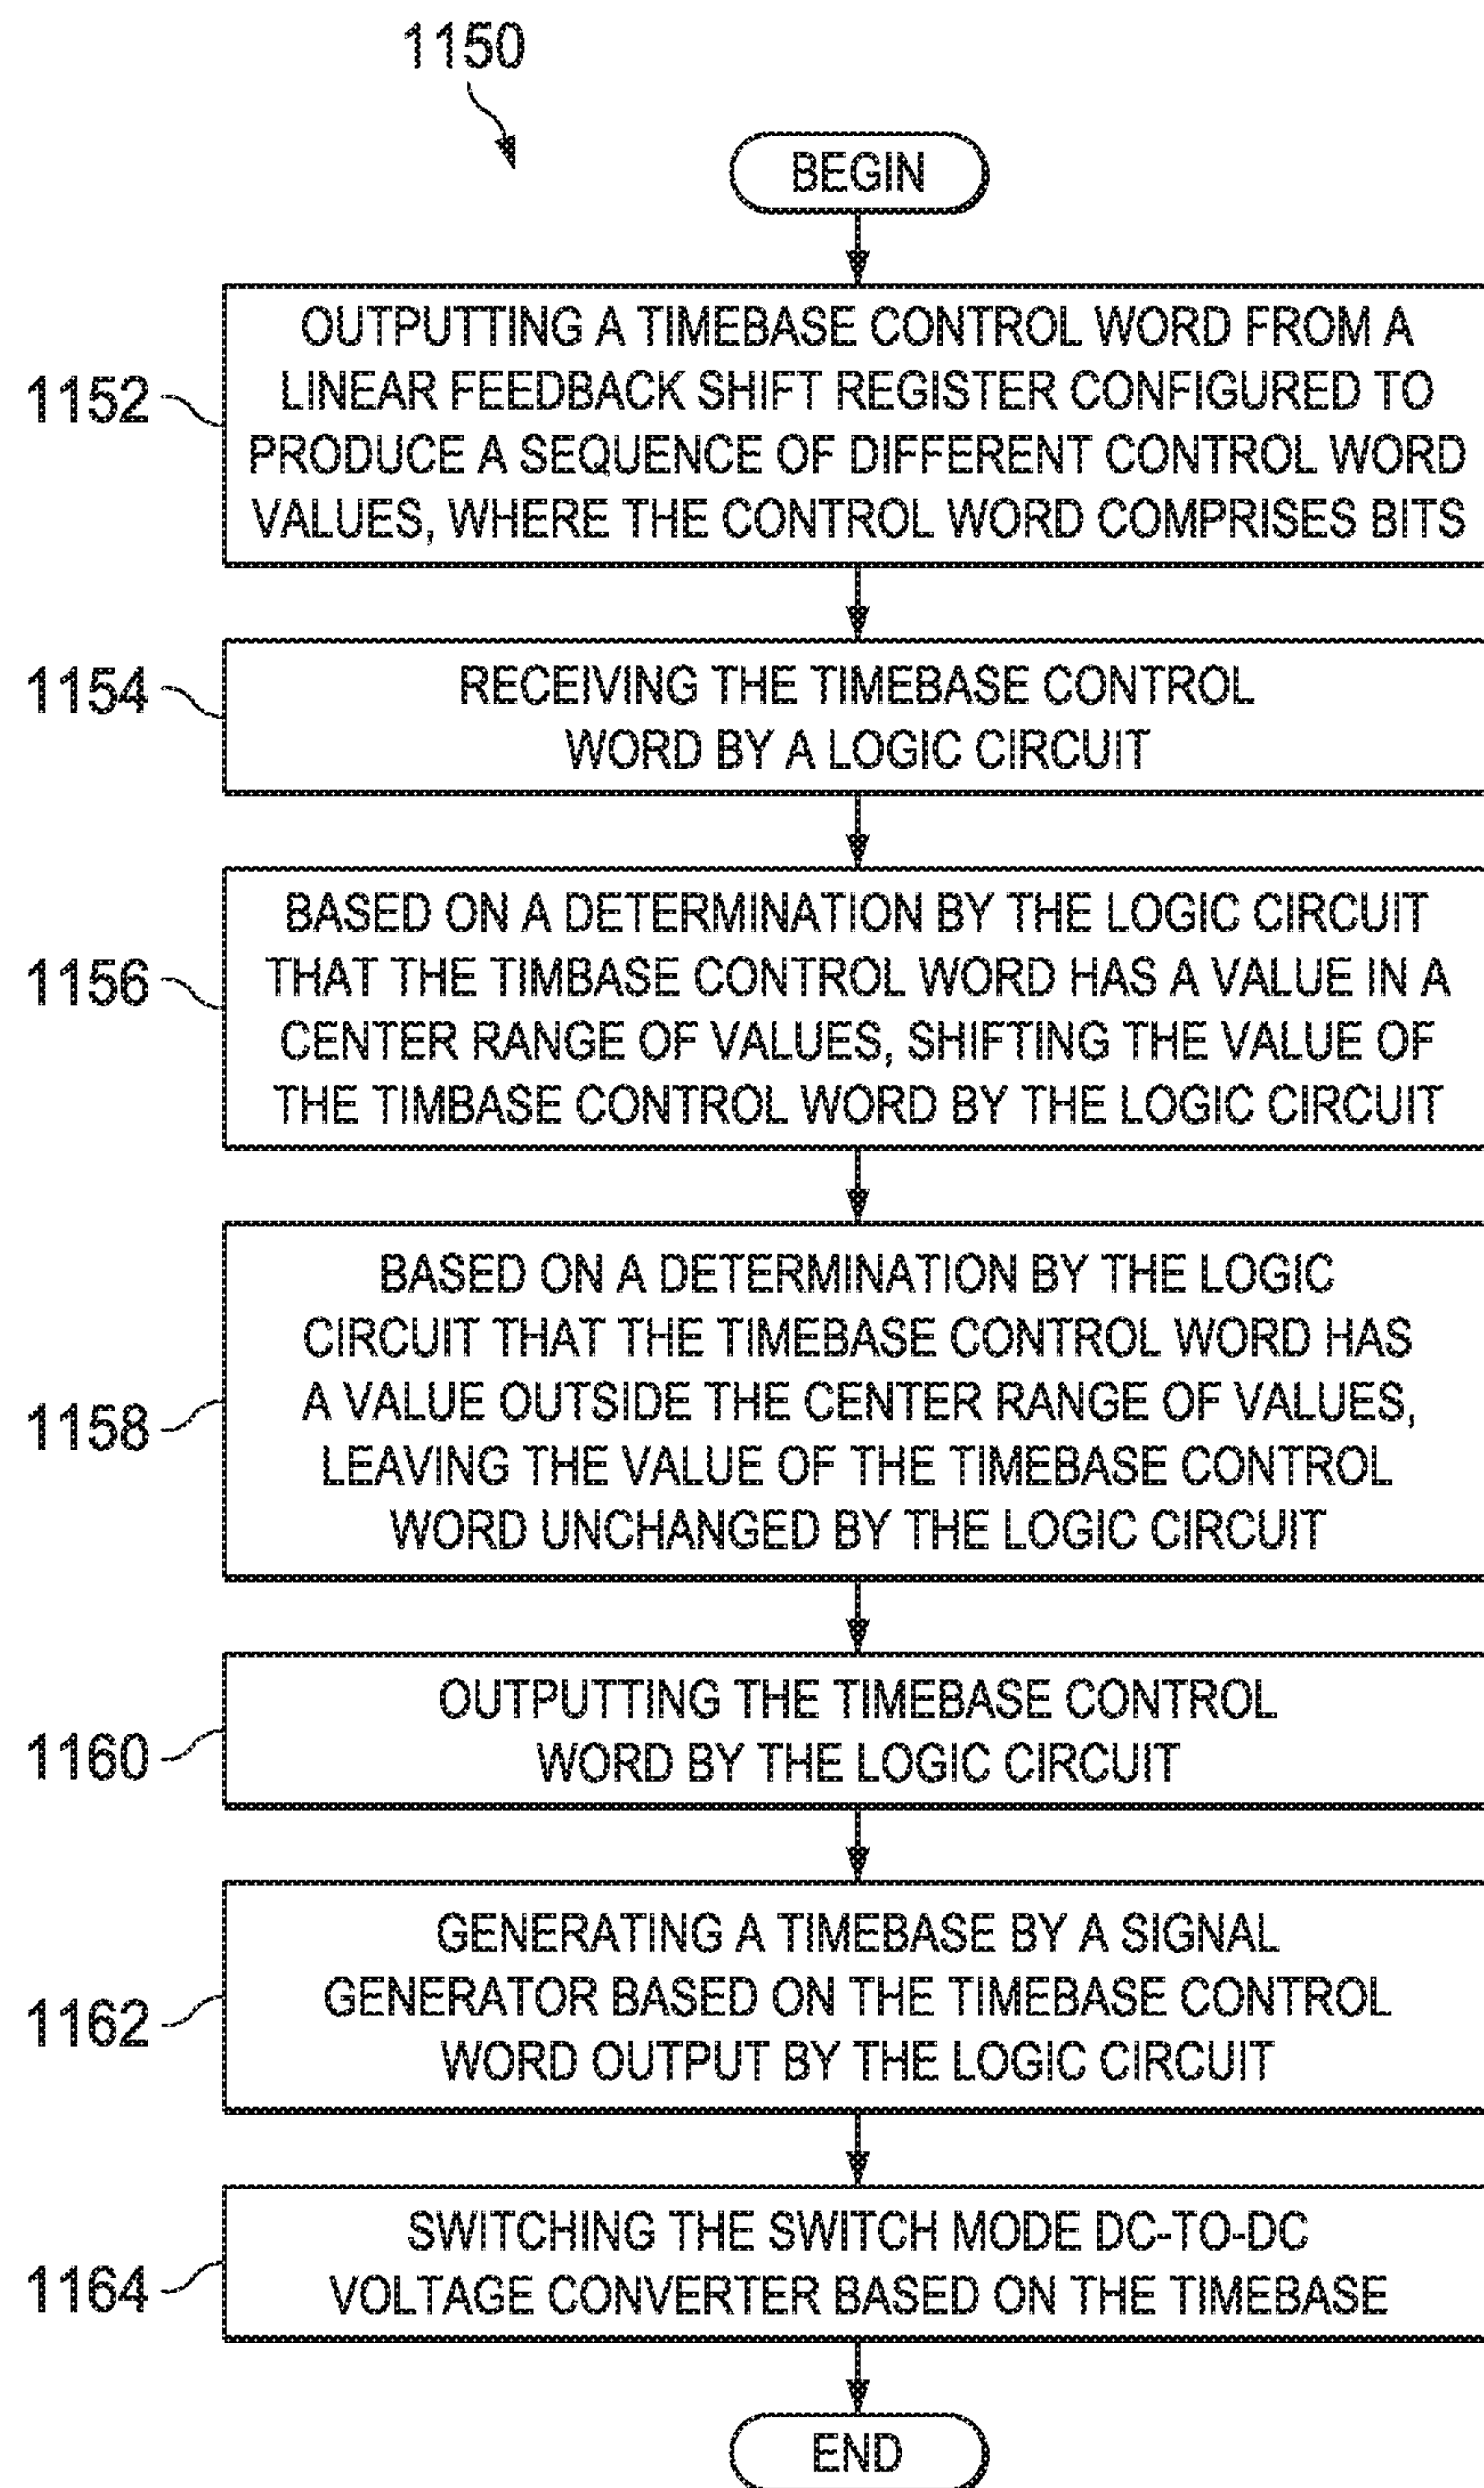 1150
BEGIN
OUTPUTTING A TIMEBASE CONTROL WORD FROM A
LINEAR FEEDBACK SHIFT REGISTER CONFIGURED TO
1152
PRODUCE A SEQUENCE OF DIFFERENT CONTROL WORD
VALUES, WHERE THE CONTROL WORD COMPRISES BITS
1154
RECEIVING THE TIMEBASE CONTROL
WORD BY A LOGIC CIRCUIT
BASED ON A DETERMINATION BY THE LOGIC CIRCUIT
1156
THAT THE TIMBASE CONTROL WORD HAS A VALUE IN A
CENTER RANGE OF VALUES, SHIFTING THE VALUE OF
THE TIMBASE CONTROL WORD BY THE LOGIC CIRCUIT
BASED ON A DETERMINATION BY THE LOGIC
CIRCUIT THAT THE TIMEBASE CONTROL WORD HAS
1158
A VALUE OUTSIDE THE CENTER RANGE OF VALUES,
LEAVING THE VALUE OF THE TIMEBASE CONTROL
WORD UNCHANGED BY THE LOGIC CIRCUIT
OUTPUTTING THE TIMEBASE CONTROL
1160
WORD BY THE LOGIC CIRCUIT
GENERATING A TIMEBASE BY A SIGNAL
1162
GENERATOR BASED ON THE TIMEBASE CONTROL
WORD OUTPUT BY THE LOGIC CIRCUIT
SWITCHING THE SWITCH MODE DC-TO-DC
1164
VOLTAGE CONVERTER BASED ON THE TIMEBASE
END